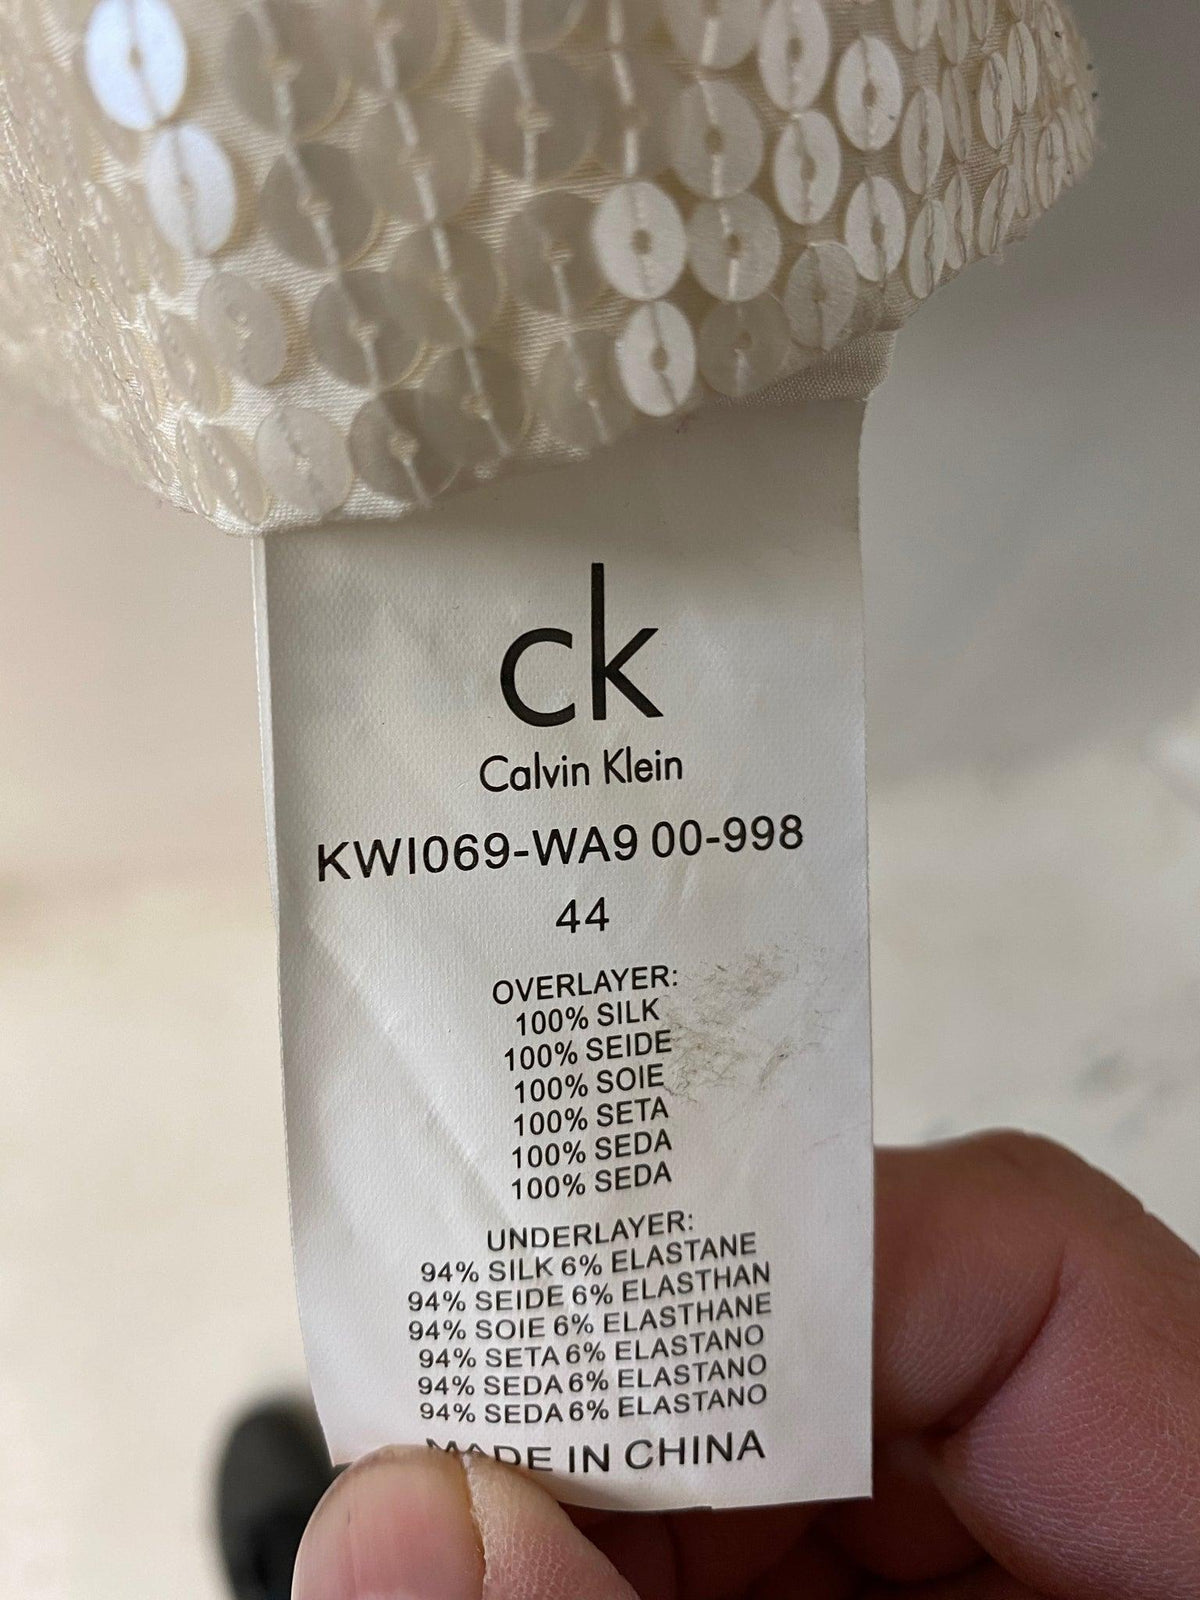 ck
Calvin Klein
KWI069-WA9 00-998
44
OVERLAYER:
100% SILK
100% SEIDE
100% SOIE
100% SETA
100% SEDA
100% SEDA
UNDERLAYER:
94% SILK 6% ELASTANE
94% SEIDE 6% ELASTHAN
94% SOIE 6% ELASTHANE
94% SETA 6% ELASTANO
94% SEDA 6% ELASTANO
94% SEDA 6% ELASTANO
MADE IN CHINA